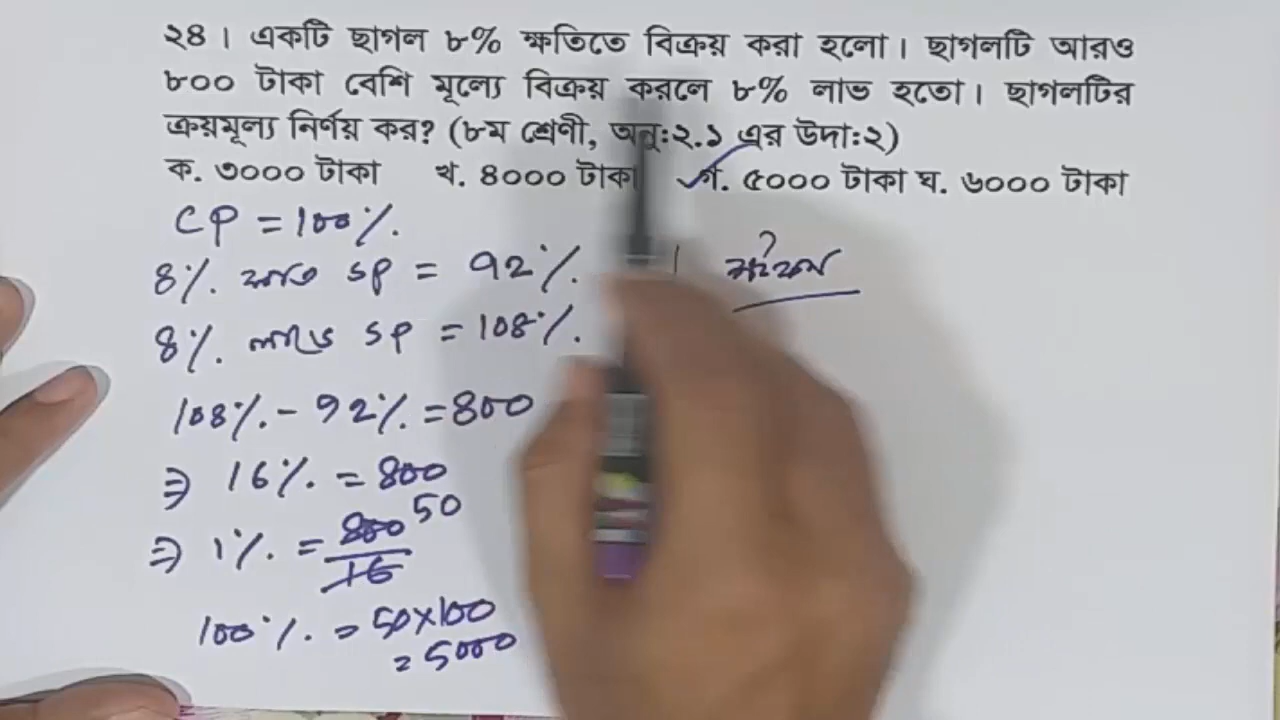 ২৪। একটি ছাগল ৮% ক্ষতিতে বিক্রয় করা হলো। ছাগলটি আরও
৮০০ টাকা বেশি মূল্যে বিক্রয় করলে ৮% লাভ হতো। ছাগলটির
ক্রয়মূল্য নির্ণয় কর? (৮ম শ্রেণী, অনু:২.১ এর উদা:২)
ক. ৩০০০ টাকা খ. ৪০০০ টাকা গ. ৫০০০ টাকা ঘ. ৬০০০ টাকা
CP = 100%.
8%. SP = 92%.
8%. লাভে SP = 108%.
108%. - 92%. = 800
⇒ 16%. = 800
⇒ 1%. = 800/16 50
100%. = 50×100
= 5000